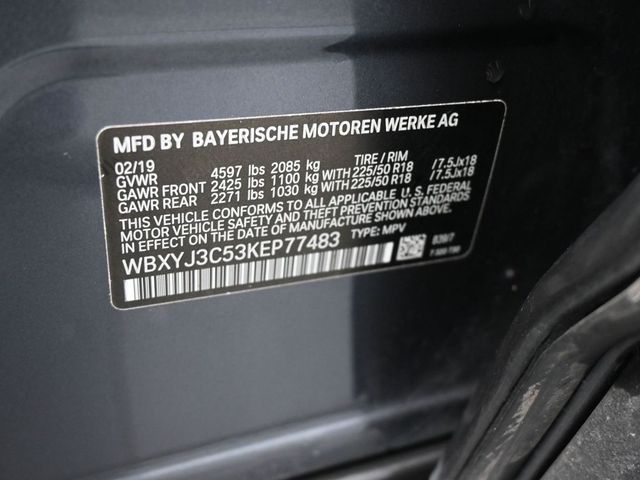 MFD BY BAYERISCHE MOTOREN WERKE AG
02/19 TIRE / RIM
GVWR 4597 lbs 2085 kg
GAWR FRONT 2425 lbs 1100 kg WITH 225/50 R18 /7.5Jx18
GAWR REAR 2271 lbs 1030 kg WITH 225/50 R18 /7.5Jx18
THIS VEHICLE CONFORMS TO ALL APPLICABLE U.S. FEDERAL
MOTOR VEHICLE SAFETY AND THEFT PREVENTION STANDARDS
IN EFFECT ON THE DATE OF MANUFACTURE SHOWN ABOVE.
WBXYJ3C53KEP77483 TYPE: MPV